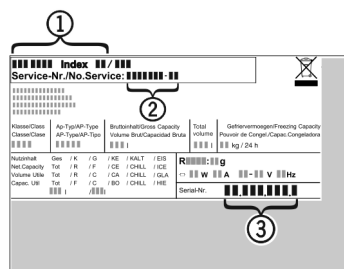 1
Index /
Service-Nr./No.Service: -
2
Klasse/Class Ap-Typ/AP-Type Bruttoinhalt/Gross Capacity Total Gefriervermoegen/Freezing Capacity
Classe/Clase AP-Type/AP-Tipo Volume Brut/Capacidad Bruta volume Pouvoir de Congel./Capac.Congeladora
l l kg / 24 h
Nutzinhalt Ges / K / G / KE / KALT / EIS
Net.Capacity Tot / R / F / CE / CHILL / ICE
Volume Utile Tot / R / C / CA / CHILL / GLA
Capac. Util Tot / F / C / BO / CHILL / HIE
l / l
R : g
W A - V Hz
Serial-Nr. . . .
3